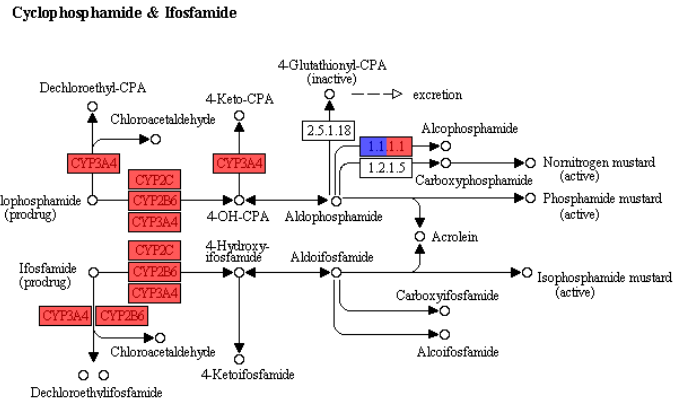 Cyclophosphamide & Ifosfamide
4-Glutathionyl-CPA
(inactive)
excretion
Dechloroethyl-CPA
4-Keto-CPA
Chloroacetaldehyde
2.5.1.18
Alcophosphamide
1.1.1.1
CYP3A4
CYP3A4
1.2.1.5
Nornitrogen mustard
(active)
Carboxyphosphamide
CYP2C
lophosphamide
(prodrug)
CYP2B6
CYP3A4
4-OH-CPA
Aldophosphamide
Phosphamide mustard
(active)
Acrolein
CYP2C
4-Hydroxy-
ifosfamide
Aldoifosfamide
Ifosfamide
(prodrug)
CYP2B6
CYP3A4
Isophosphamide mustard
(active)
Carboxyifosfamide
CYP3A4 CYP2B6
Chloroacetaldehyde
Alcoifosfamide
4-Ketoifosfamide
Dechloroethylifosfamide